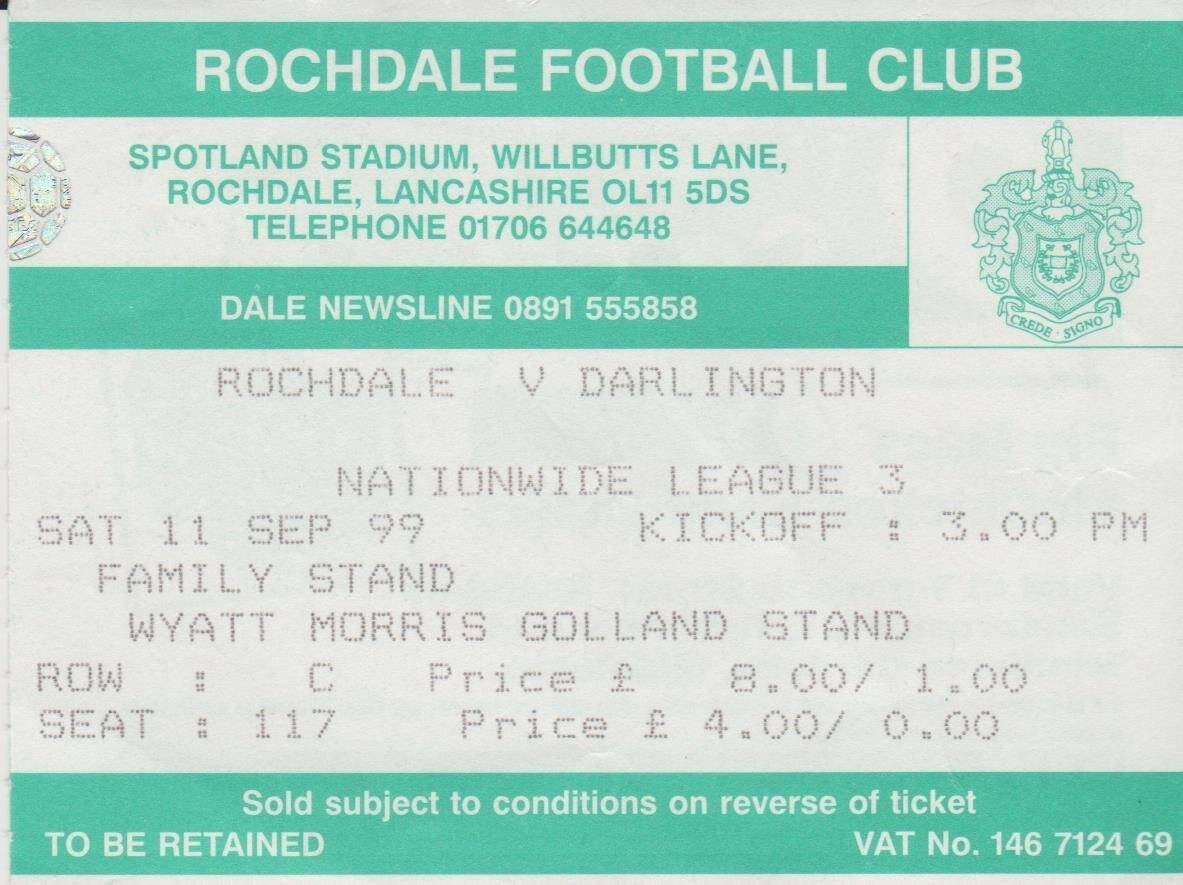 ROCHDALE FOOTBALL CLUB
SPOTLAND STADIUM, WILLBUTTS LANE,
ROCHDALE, LANCASHIRE OL11 5DS
TELEPHONE 01706 644648
DALE NEWSLINE 0891 555858
CREDE · SIGNO
ROCHDALE V DARLINGTON
NATIONWIDE LEAGUE 3
SAT 11 SEP 99 KICKOFF : 3.00 PM
FAMILY STAND
WYATT MORRIS GOLLAND STAND
ROW : C Price £ 8.00/ 1.00
SEAT : 117 Price £ 4.00/ 0.00
Sold subject to conditions on reverse of ticket
TO BE RETAINED VAT No. 146 7124 69